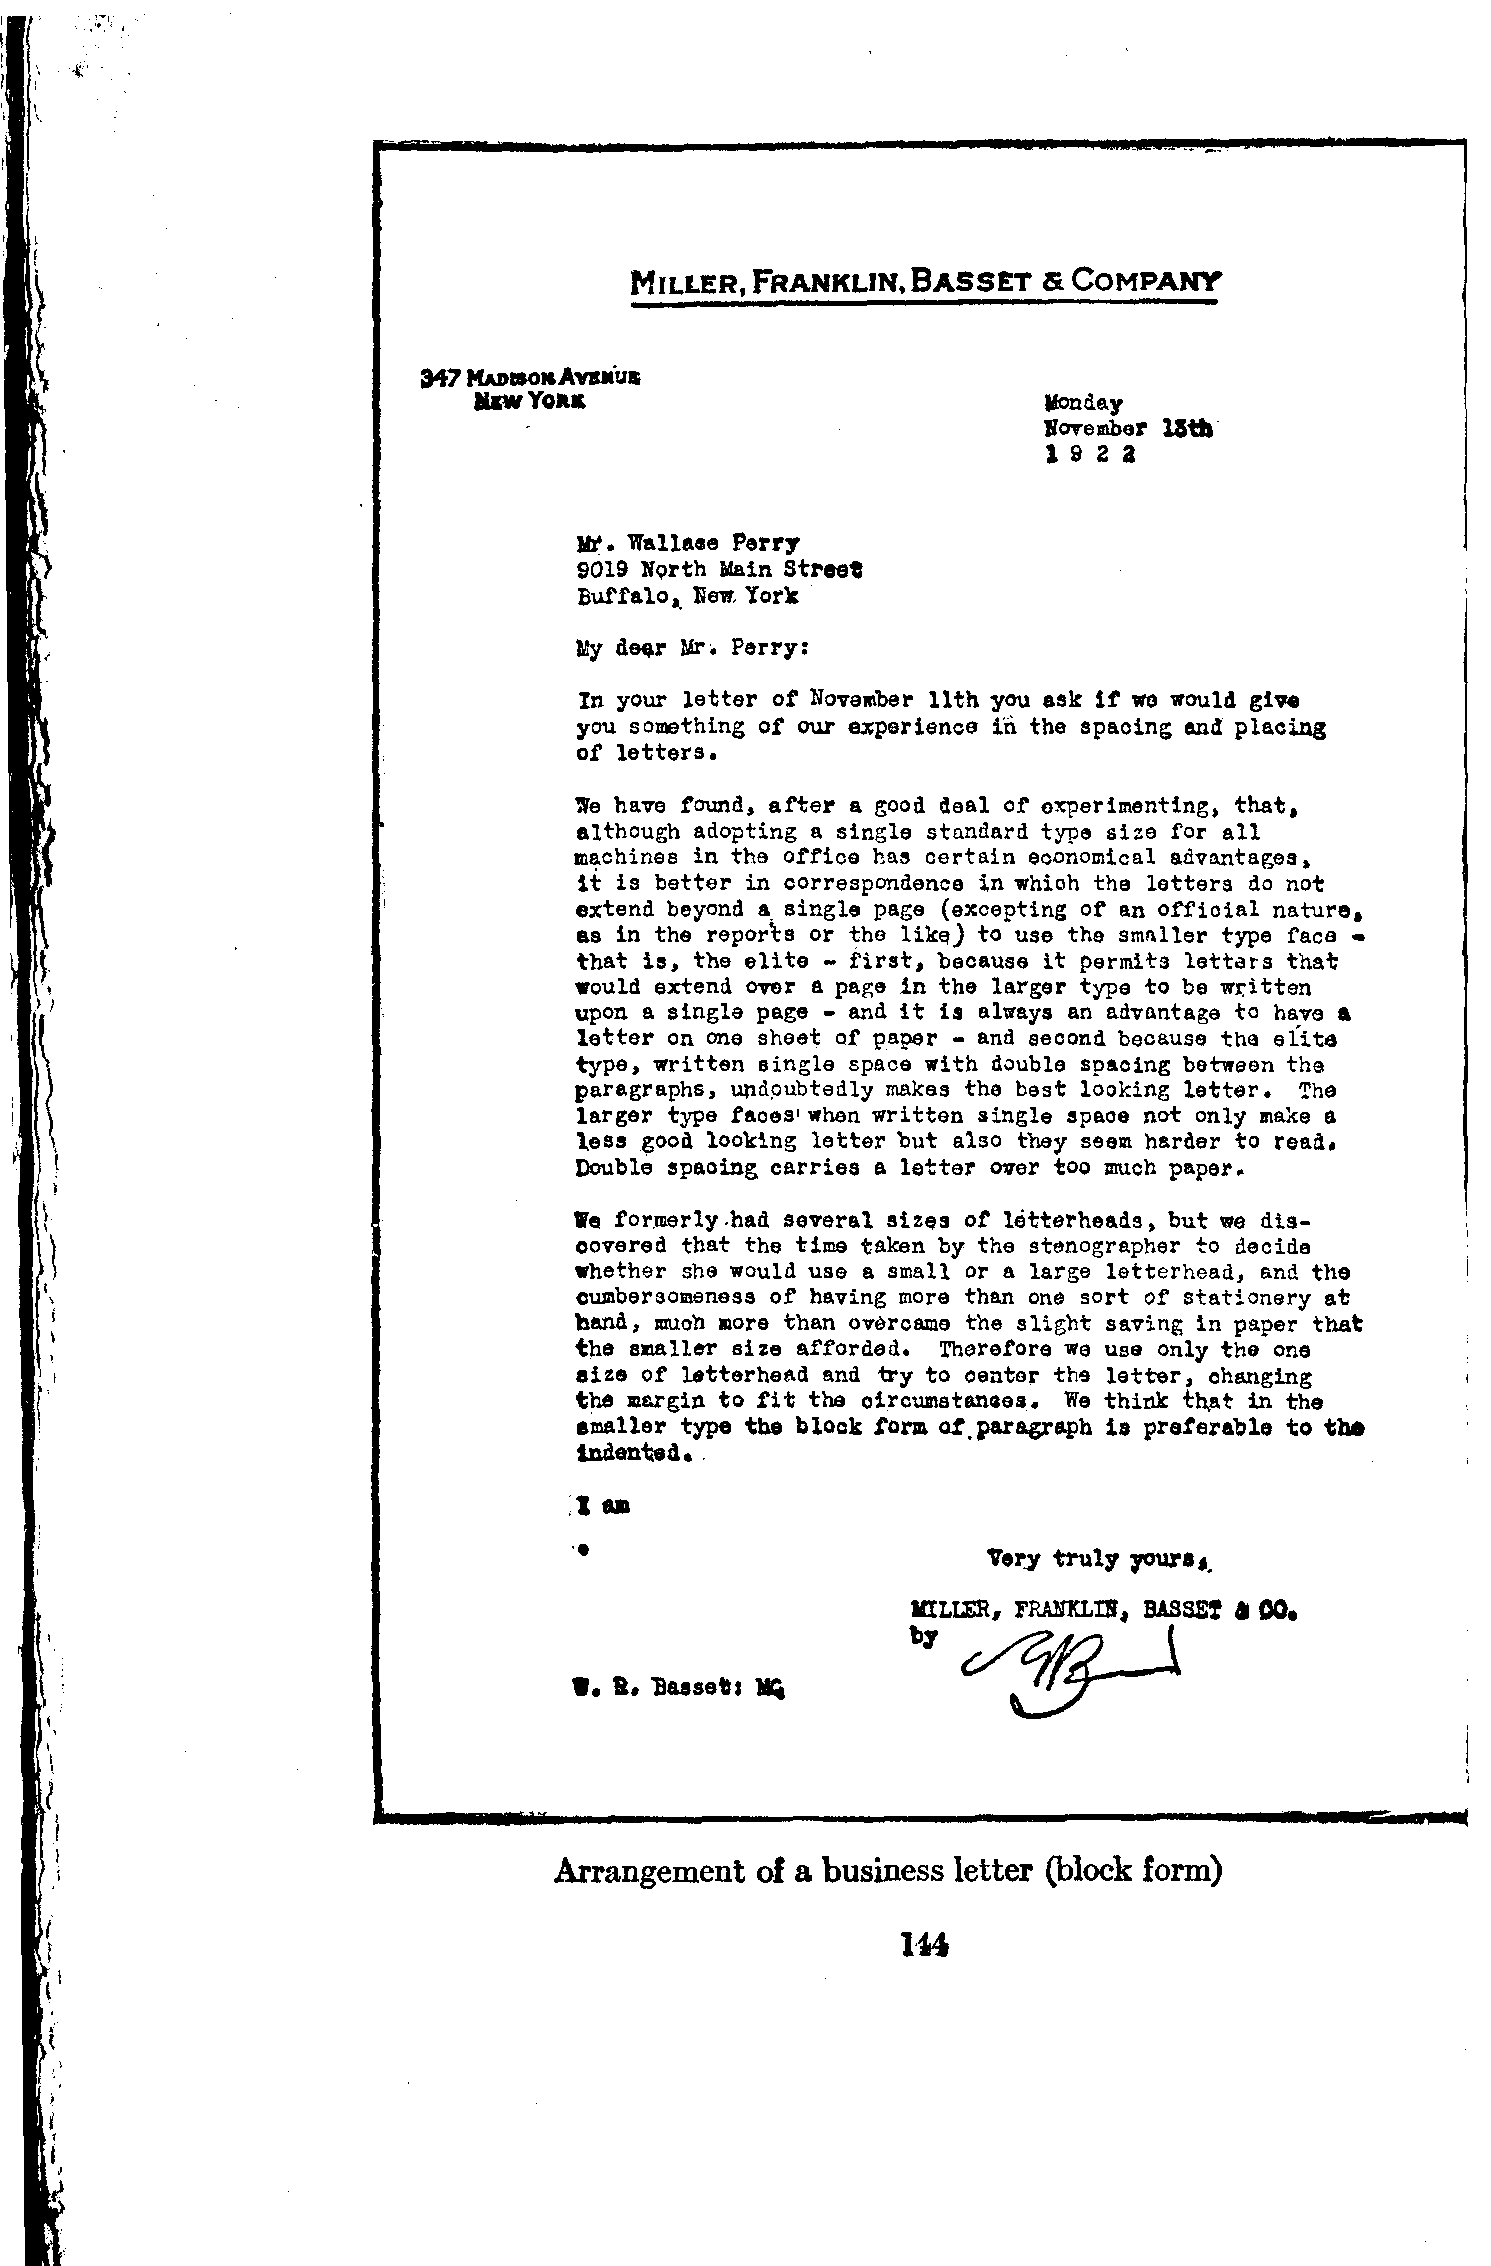 MILLER, FRANKLIN, BASSET & COMPANY
347 MADISON AVENUE
NEW YORK
Monday
November 13th
1 9 2 2
Mr. Wallace Perry
9019 North Main Street
Buffalo, New York
My dear Mr. Perry:
In your letter of November 11th you ask if we would give
you something of our experience in the spacing and placing
of letters.
We have found, after a good deal of experimenting, that,
although adopting a single standard type size for all
machines in the office has certain economical advantages,
it is better in correspondence in which the letters do not
extend beyond a single page (excepting of an official nature,
as in the reports or the like) to use the smaller type face -
that is, the elite - first, because it permits letters that
would extend over a page in the larger type to be written
upon a single page - and it is always an advantage to have a
letter on one sheet of paper - and second because the elite
type, written single space with double spacing between the
paragraphs, undoubtedly makes the best looking letter. The
larger type faces when written single space not only make a
less good looking letter but also they seem harder to read.
Double spacing carries a letter over too much paper.
We formerly had several sizes of letterheads, but we dis-
covered that the time taken by the stenographer to decide
whether she would use a small or a large letterhead, and the
cumbersomeness of having more than one sort of stationery at
hand, much more than overcame the slight saving in paper that
the smaller size afforded. Therefore we use only the one
size of letterhead and try to center the letter, changing
the margin to fit the circumstances. We think that in the
smaller type the block form of paragraph is preferable to the
indented.
I am
Very truly yours,
MILLER, FRANKLIN, BASSET & CO.
by
W. R. Basset: MG
Arrangement of a business letter (block form)
144